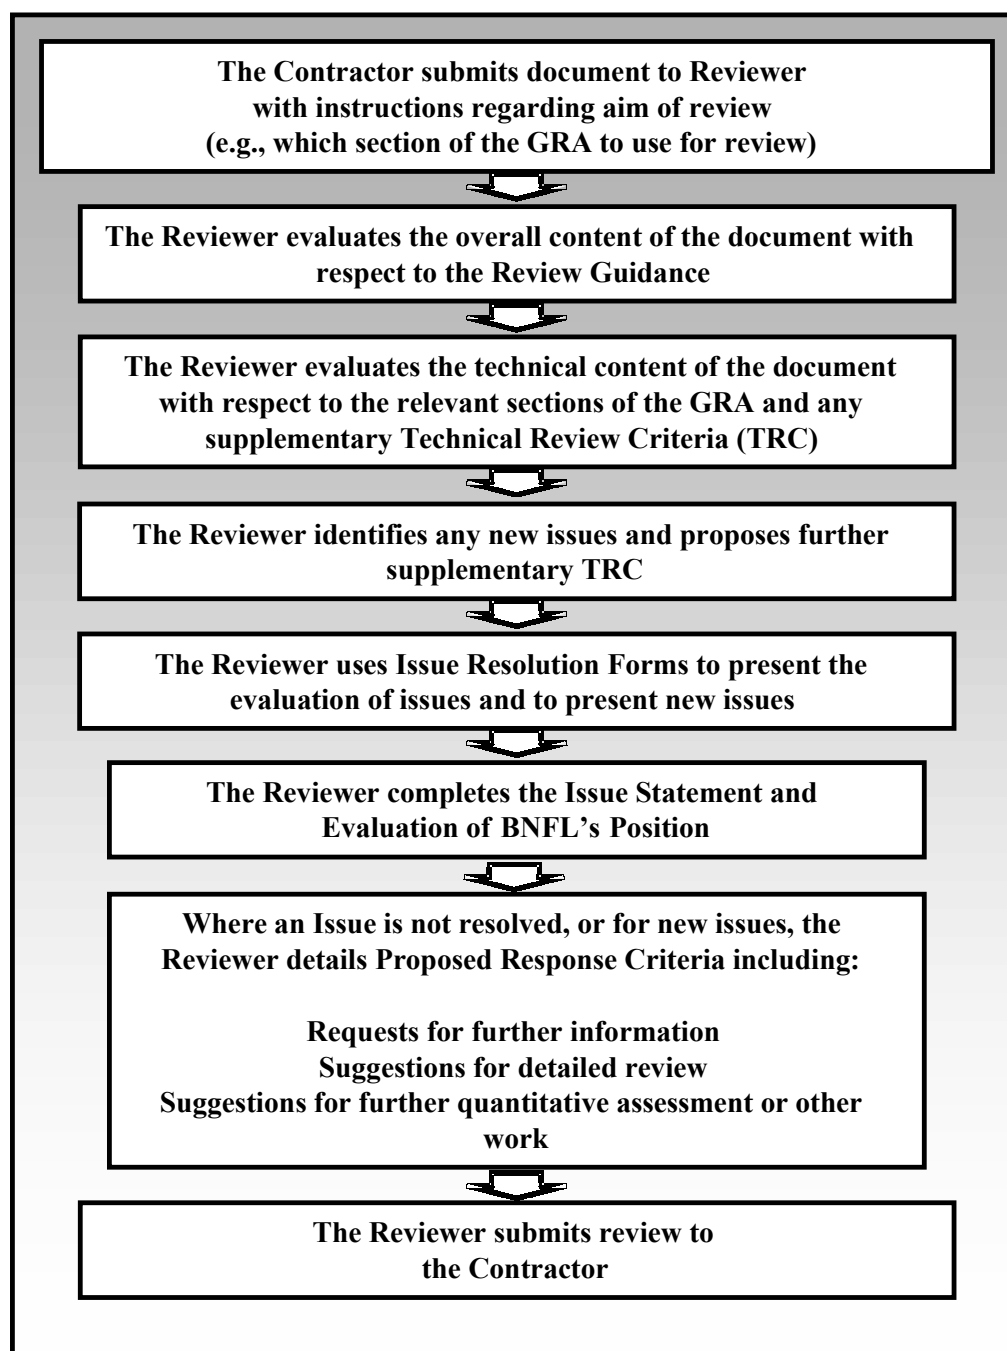 The Contractor submits document to Reviewer
with instructions regarding aim of review
(e.g., which section of the GRA to use for review)
The Reviewer evaluates the overall content of the document with
respect to the Review Guidance
The Reviewer evaluates the technical content of the document
with respect to the relevant sections of the GRA and any
supplementary Technical Review Criteria (TRC)
The Reviewer identifies any new issues and proposes further
supplementary TRC
The Reviewer uses Issue Resolution Forms to present the
evaluation of issues and to present new issues
The Reviewer completes the Issue Statement and
Evaluation of BNFL’s Position
Where an Issue is not resolved, or for new issues, the
Reviewer details Proposed Response Criteria including:
Requests for further information
Suggestions for detailed review
Suggestions for further quantitative assessment or other
work
The Reviewer submits review to
the Contractor